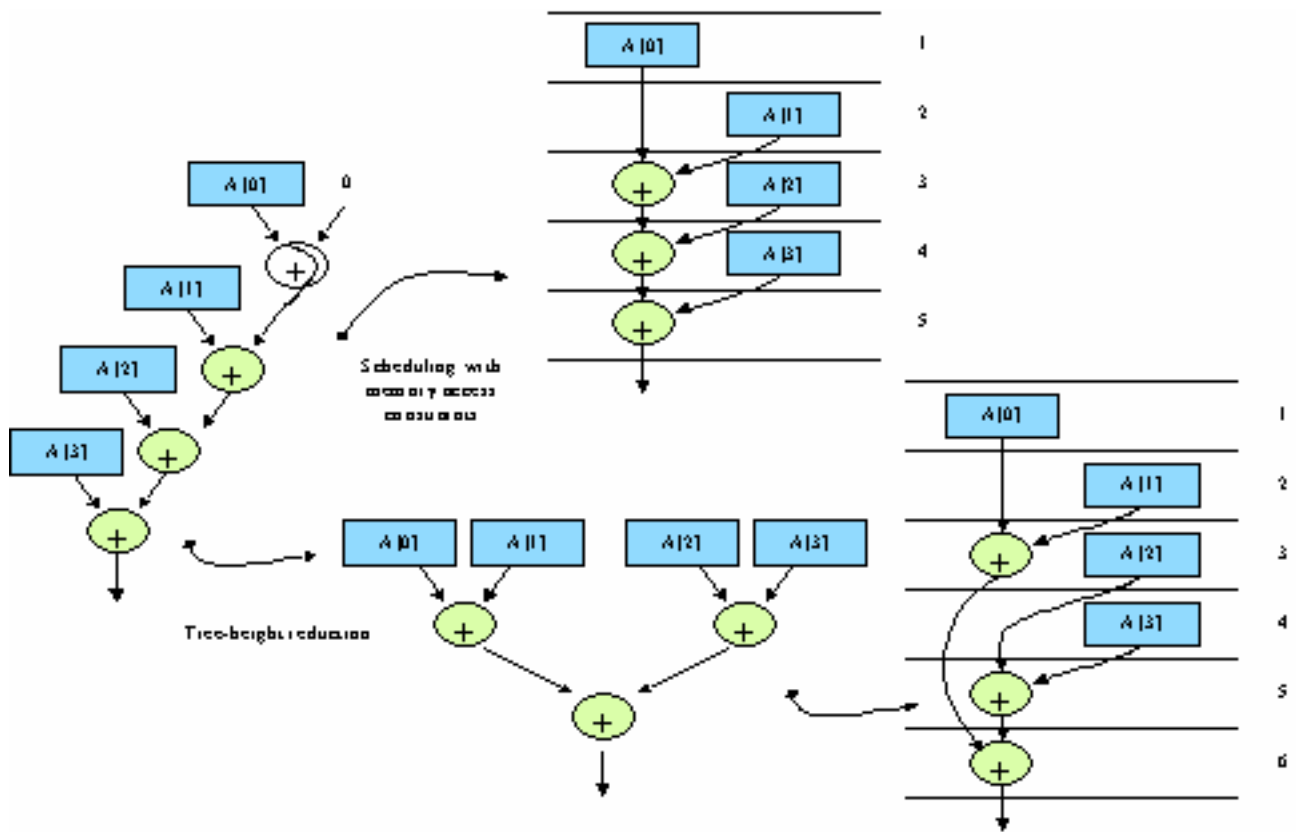 A[0]
1
A[1]
2
A[0]
0
+
A[2]
3
+
A[3]
4
+
A[1]
+
5
A[2]
+
Scheduling with
memory access
constraints
A[3]
+
A[0]
1
A[1]
2
+
A[0]
A[1]
A[2]
A[3]
+
A[2]
3
Tree-height reduction
+
+
A[3]
4
+
5
+
+
6